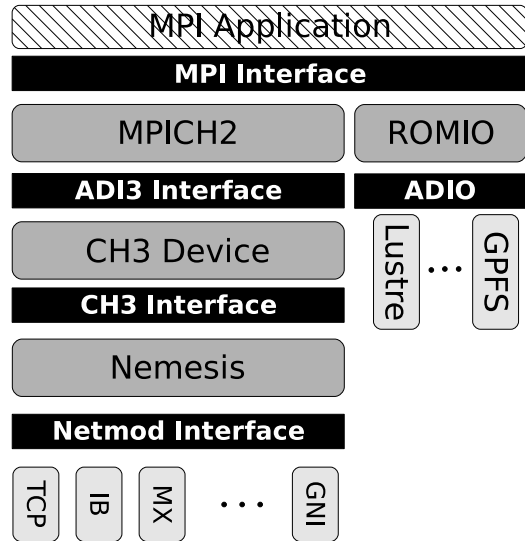 MPI Application
MPI Interface
MPICH2
ROMIO
ADI3 Interface
ADIO
CH3 Device
Lustre
...
GPFS
CH3 Interface
Nemesis
Netmod Interface
TCP
IB
MX
...
GNI